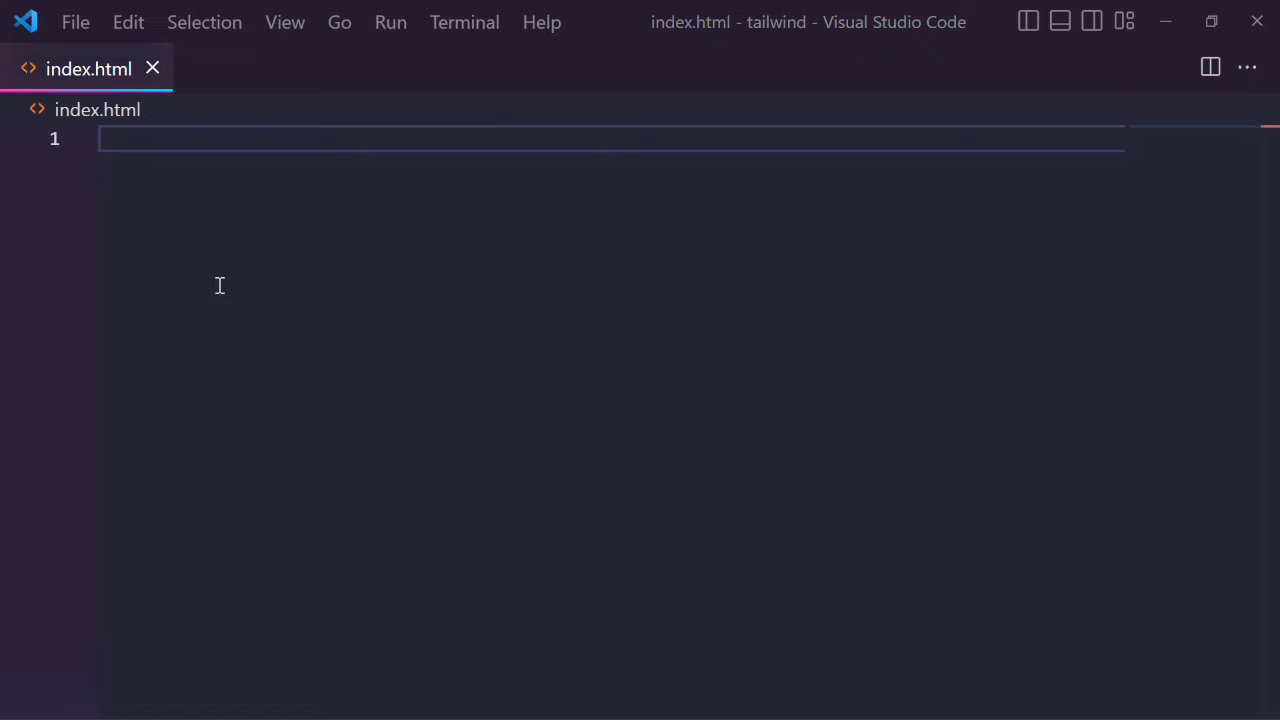 File Edit Selection View Go Run Terminal Help index.html - tailwind - Visual Studio Code
index.html
index.html
1